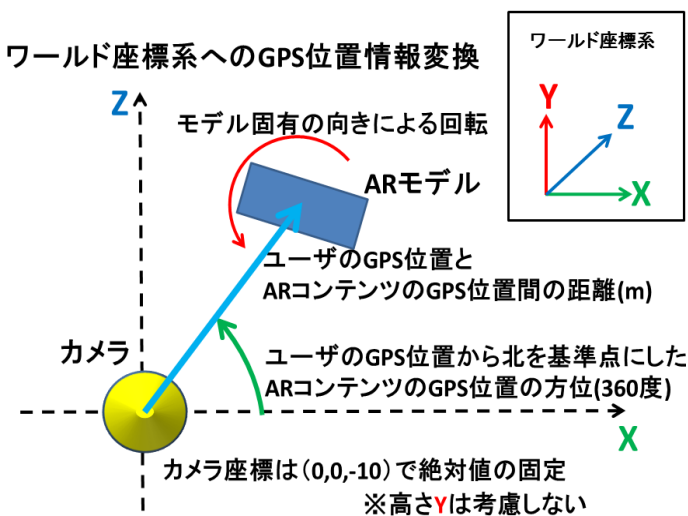 ワールド座標系へのGPS位置情報変換
ワールド座標系
Y
Z
X
Z
モデル固有の向きによる回転
ARモデル
ユーザのGPS位置と
ARコンテンツのGPS位置間の距離(m)
カメラ
ユーザのGPS位置から北を基準点にした
ARコンテンツのGPS位置の方位(360度)
X
カメラ座標は(0,0,-10)で絶対値の固定
※高さYは考慮しない